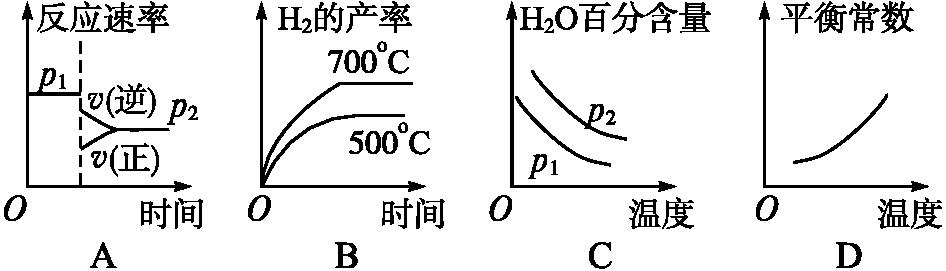 反应速率
p₁
v(逆)
p₂
v(正)
O
时间
A
H₂的产率
700°C
500°C
O
时间
B
H₂O百分含量
p₂
p₁
O
温度
C
平衡常数
O
温度
D